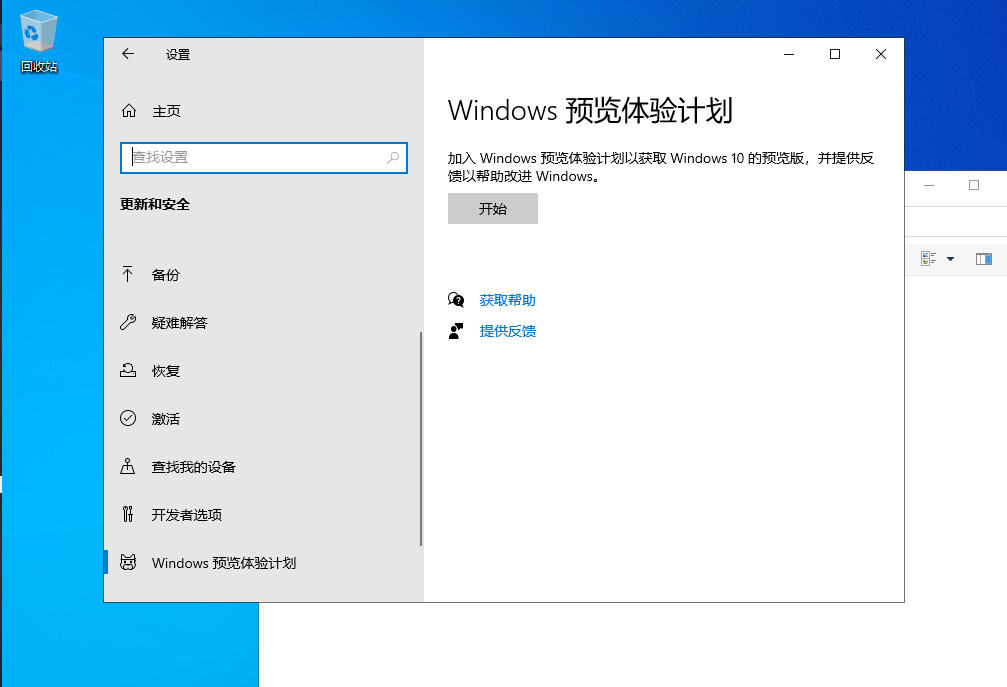 回收站
设置
主页
查找设置
更新和安全
备份
疑难解答
恢复
激活
查找我的设备
开发者选项
Windows 预览体验计划
Windows 预览体验计划
加入 Windows 预览体验计划以获取 Windows 10 的预览版，并提供反
馈以帮助改进 Windows。
开始
获取帮助
提供反馈